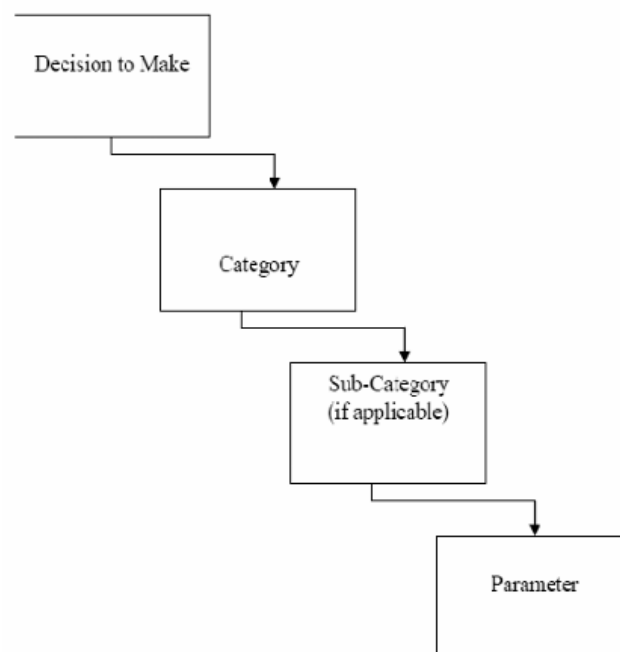 Decision to Make
Category
Sub-Category
(if applicable)
Parameter